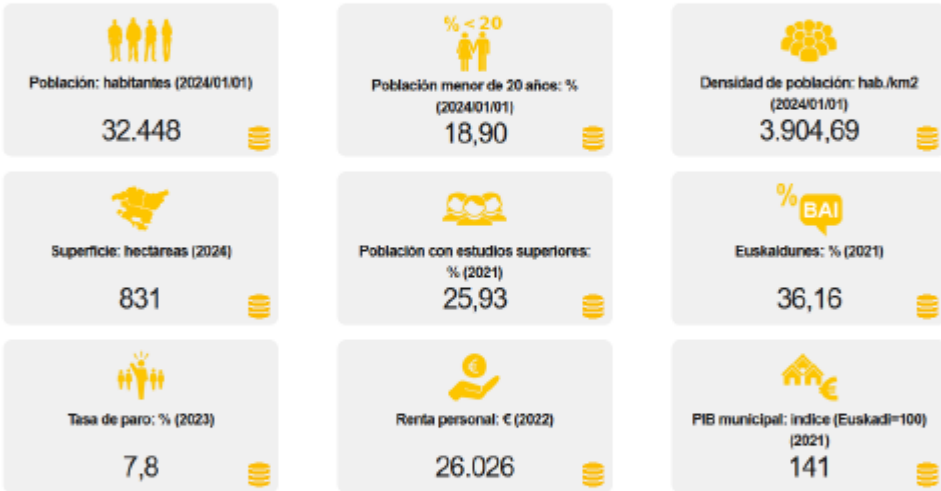 % < 20
Población: habitantes (2024/01/01)
32.448
Población menor de 20 años: %
(2024/01/01)
18,90
Densidad de población: hab./km2
(2024/01/01)
3.904,69
Superficie: hectáreas (2024)
831
Población con estudios superiores:
% (2021)
25,93
% BAI
Euskaldunes: % (2021)
36,16
Tasa de paro: % (2023)
7,8
€
Renta personal: € (2022)
26.026
€
PIB municipal: índice (Euskadi=100)
(2021)
141